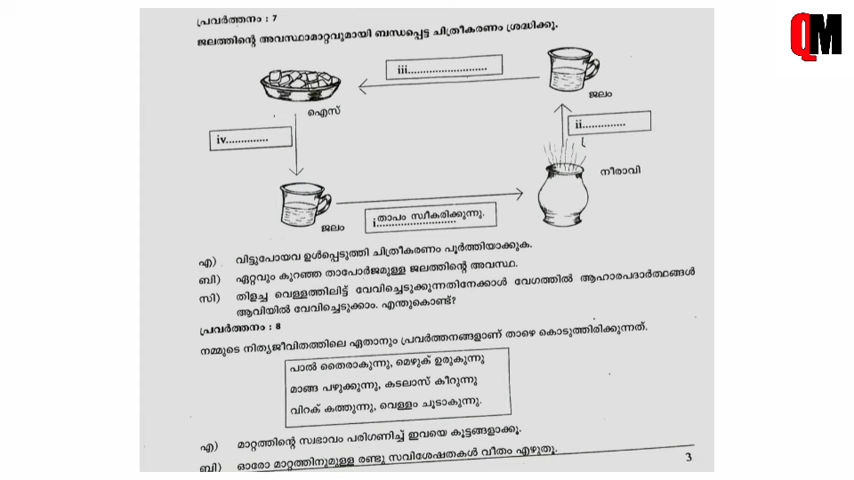 പ്രവർത്തനം : 7
ജലത്തിന്റെ അവസ്ഥാമാറ്റവുമായി ബന്ധപ്പെട്ട ചിത്രീകരണം ശ്രദ്ധിക്കൂ.
QM
iii..........................
ജലം
ഐസ്
ii..............
iv.............
നീരാവി
താപം സ്വീകരിക്കുന്നു.
i..........................
ജലം
എ) വിട്ടുപോയവ ഉൾപ്പെടുത്തി ചിത്രീകരണം പൂർത്തിയാക്കുക.
ബി) ഏറ്റവും കുറഞ്ഞ താപോർജമുള്ള ജലത്തിന്റെ അവസ്ഥ.
സി) തിളച്ച വെള്ളത്തിലിട്ട് വേവിച്ചെടുക്കുന്നതിനേക്കാൾ വേഗത്തിൽ ആഹാരപദാർത്ഥങ്ങൾ
ആവിയിൽ വേവിച്ചെടുക്കാം. എന്തുകൊണ്ട്?
പ്രവർത്തനം : 8
നമ്മുടെ നിത്യജീവിതത്തിലെ ഏതാനും പ്രവർത്തനങ്ങളാണ് താഴെ കൊടുത്തിരിക്കുന്നത്.
പാൽ തൈരാകുന്നു, മെഴുക് ഉരുകുന്നു
മാങ്ങ പഴുക്കുന്നു, കടലാസ് കീറുന്നു
വിറക് കത്തുന്നു, വെള്ളം ചൂടാകുന്നു.
എ) മാറ്റത്തിന്റെ സ്വഭാവം പരിഗണിച്ച് ഇവയെ കൂട്ടങ്ങളാക്കൂ.
ബി) ഓരോ മാറ്റത്തിനുമുള്ള രണ്ടു സവിശേഷതകൾ വീതം എഴുതൂ.
3